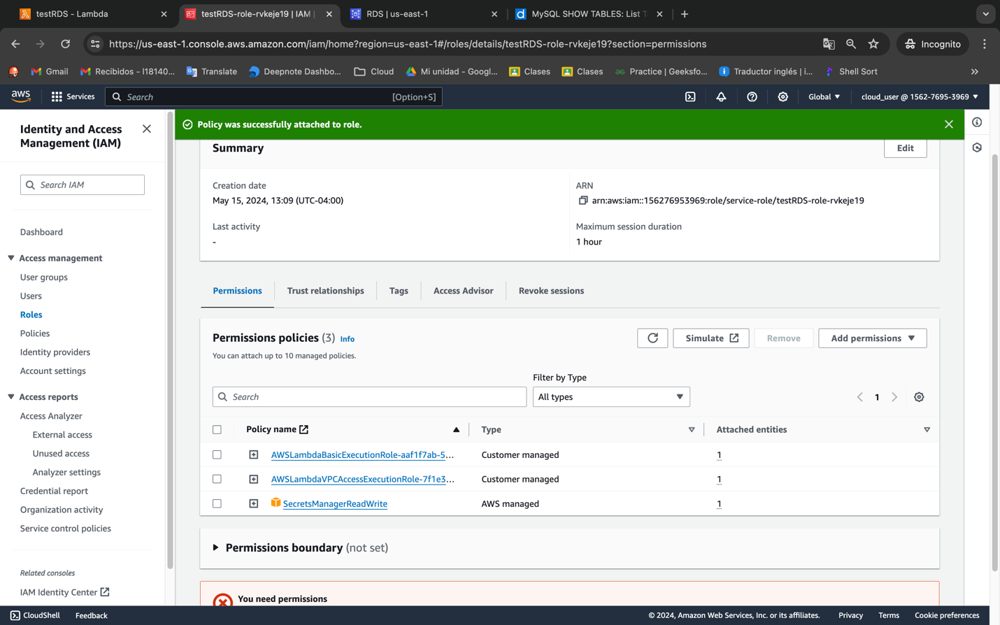 testRDS - Lambda
testRDS-role-rvkeje19 | IAM |
RDS | us-east-1
MySQL SHOW TABLES: List T
https://us-east-1.console.aws.amazon.com/iam/home?region=us-east-1#/roles/details/testRDS-role-rvkeje19?section=permissions
Incognito
Gmail
Recibidos - l18140...
Translate
Deepnote Dashbo...
Cloud
Mi unidad - Googl...
Clases
Clases
Practice | Geeksfo...
Traductor inglés | i...
Shell Sort
aws
Services
Search
[Option+S]
Global
cloud_user @ 1562-7695-3969
Identity and Access
Management (IAM)
Search IAM
Dashboard
Access management
User groups
Users
Roles
Policies
Identity providers
Account settings
Access reports
Access Analyzer
External access
Unused access
Analyzer settings
Credential report
Organization activity
Service control policies
Related consoles
IAM Identity Center
Policy was successfully attached to role.
Summary
Edit
Creation date
May 15, 2024, 13:09 (UTC-04:00)
ARN
arn:aws:iam::156276953969:role/service-role/testRDS-role-rvkeje19
Last activity
-
Maximum session duration
1 hour
Permissions
Trust relationships
Tags
Access Advisor
Revoke sessions
Permissions policies (3) Info
You can attach up to 10 managed policies.
Simulate
Remove
Add permissions
Filter by Type
Search
All types
1
Policy name
Type
Attached entities
AWSLambdaBasicExecutionRole-aaf1f7ab-5...
Customer managed
1
AWSLambdaVPCAccessExecutionRole-7f1e3...
Customer managed
1
SecretsManagerReadWrite
AWS managed
1
Permissions boundary (not set)
You need permissions
CloudShell
Feedback
© 2024, Amazon Web Services, Inc. or its affiliates.
Privacy
Terms
Cookie preferences